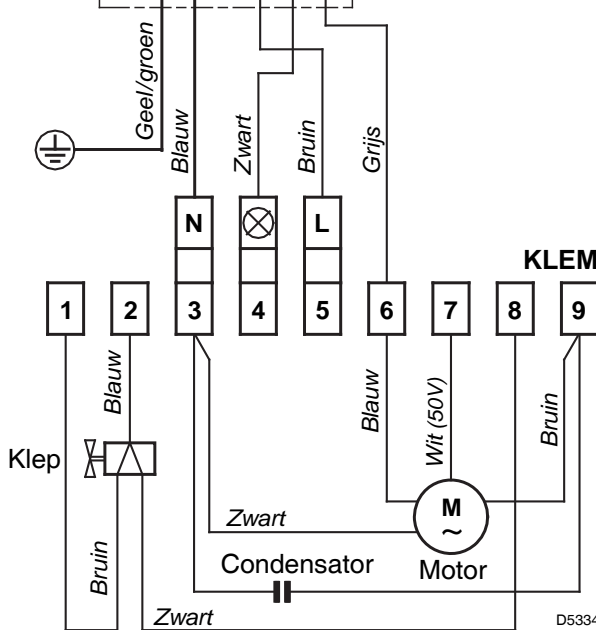 Geel/groen
Blauw
Zwart
Bruin
Grijs
N
L
KLEM
1 2 3 4 5 6 7 8 9
Blauw
Blauw
Wit (50V)
Bruin
Klep
M
~
Zwart
Condensator
Motor
Bruin
Zwart
D5334